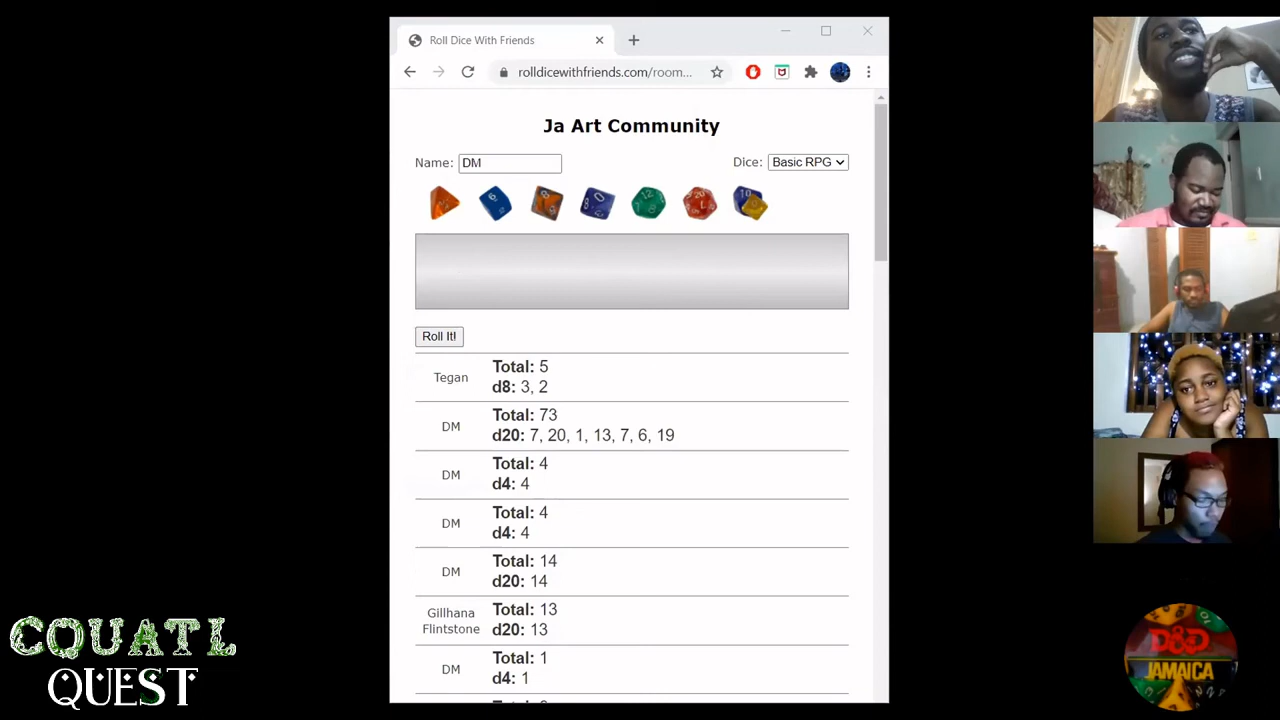 Roll Dice With Friends
rolldicewithfriends.com/room...
Ja Art Community
Name: DM
Dice: Basic RPG
Roll It!
Tegan
Total: 5
d8: 3, 2
DM
Total: 73
d20: 7, 20, 1, 13, 7, 6, 19
DM
Total: 4
d4: 4
DM
Total: 4
d4: 4
DM
Total: 14
d20: 14
Gillhana
Flintstone
Total: 13
d20: 13
DM
Total: 1
d4: 1
COUATL
QUEST
D&D
JAMAICA